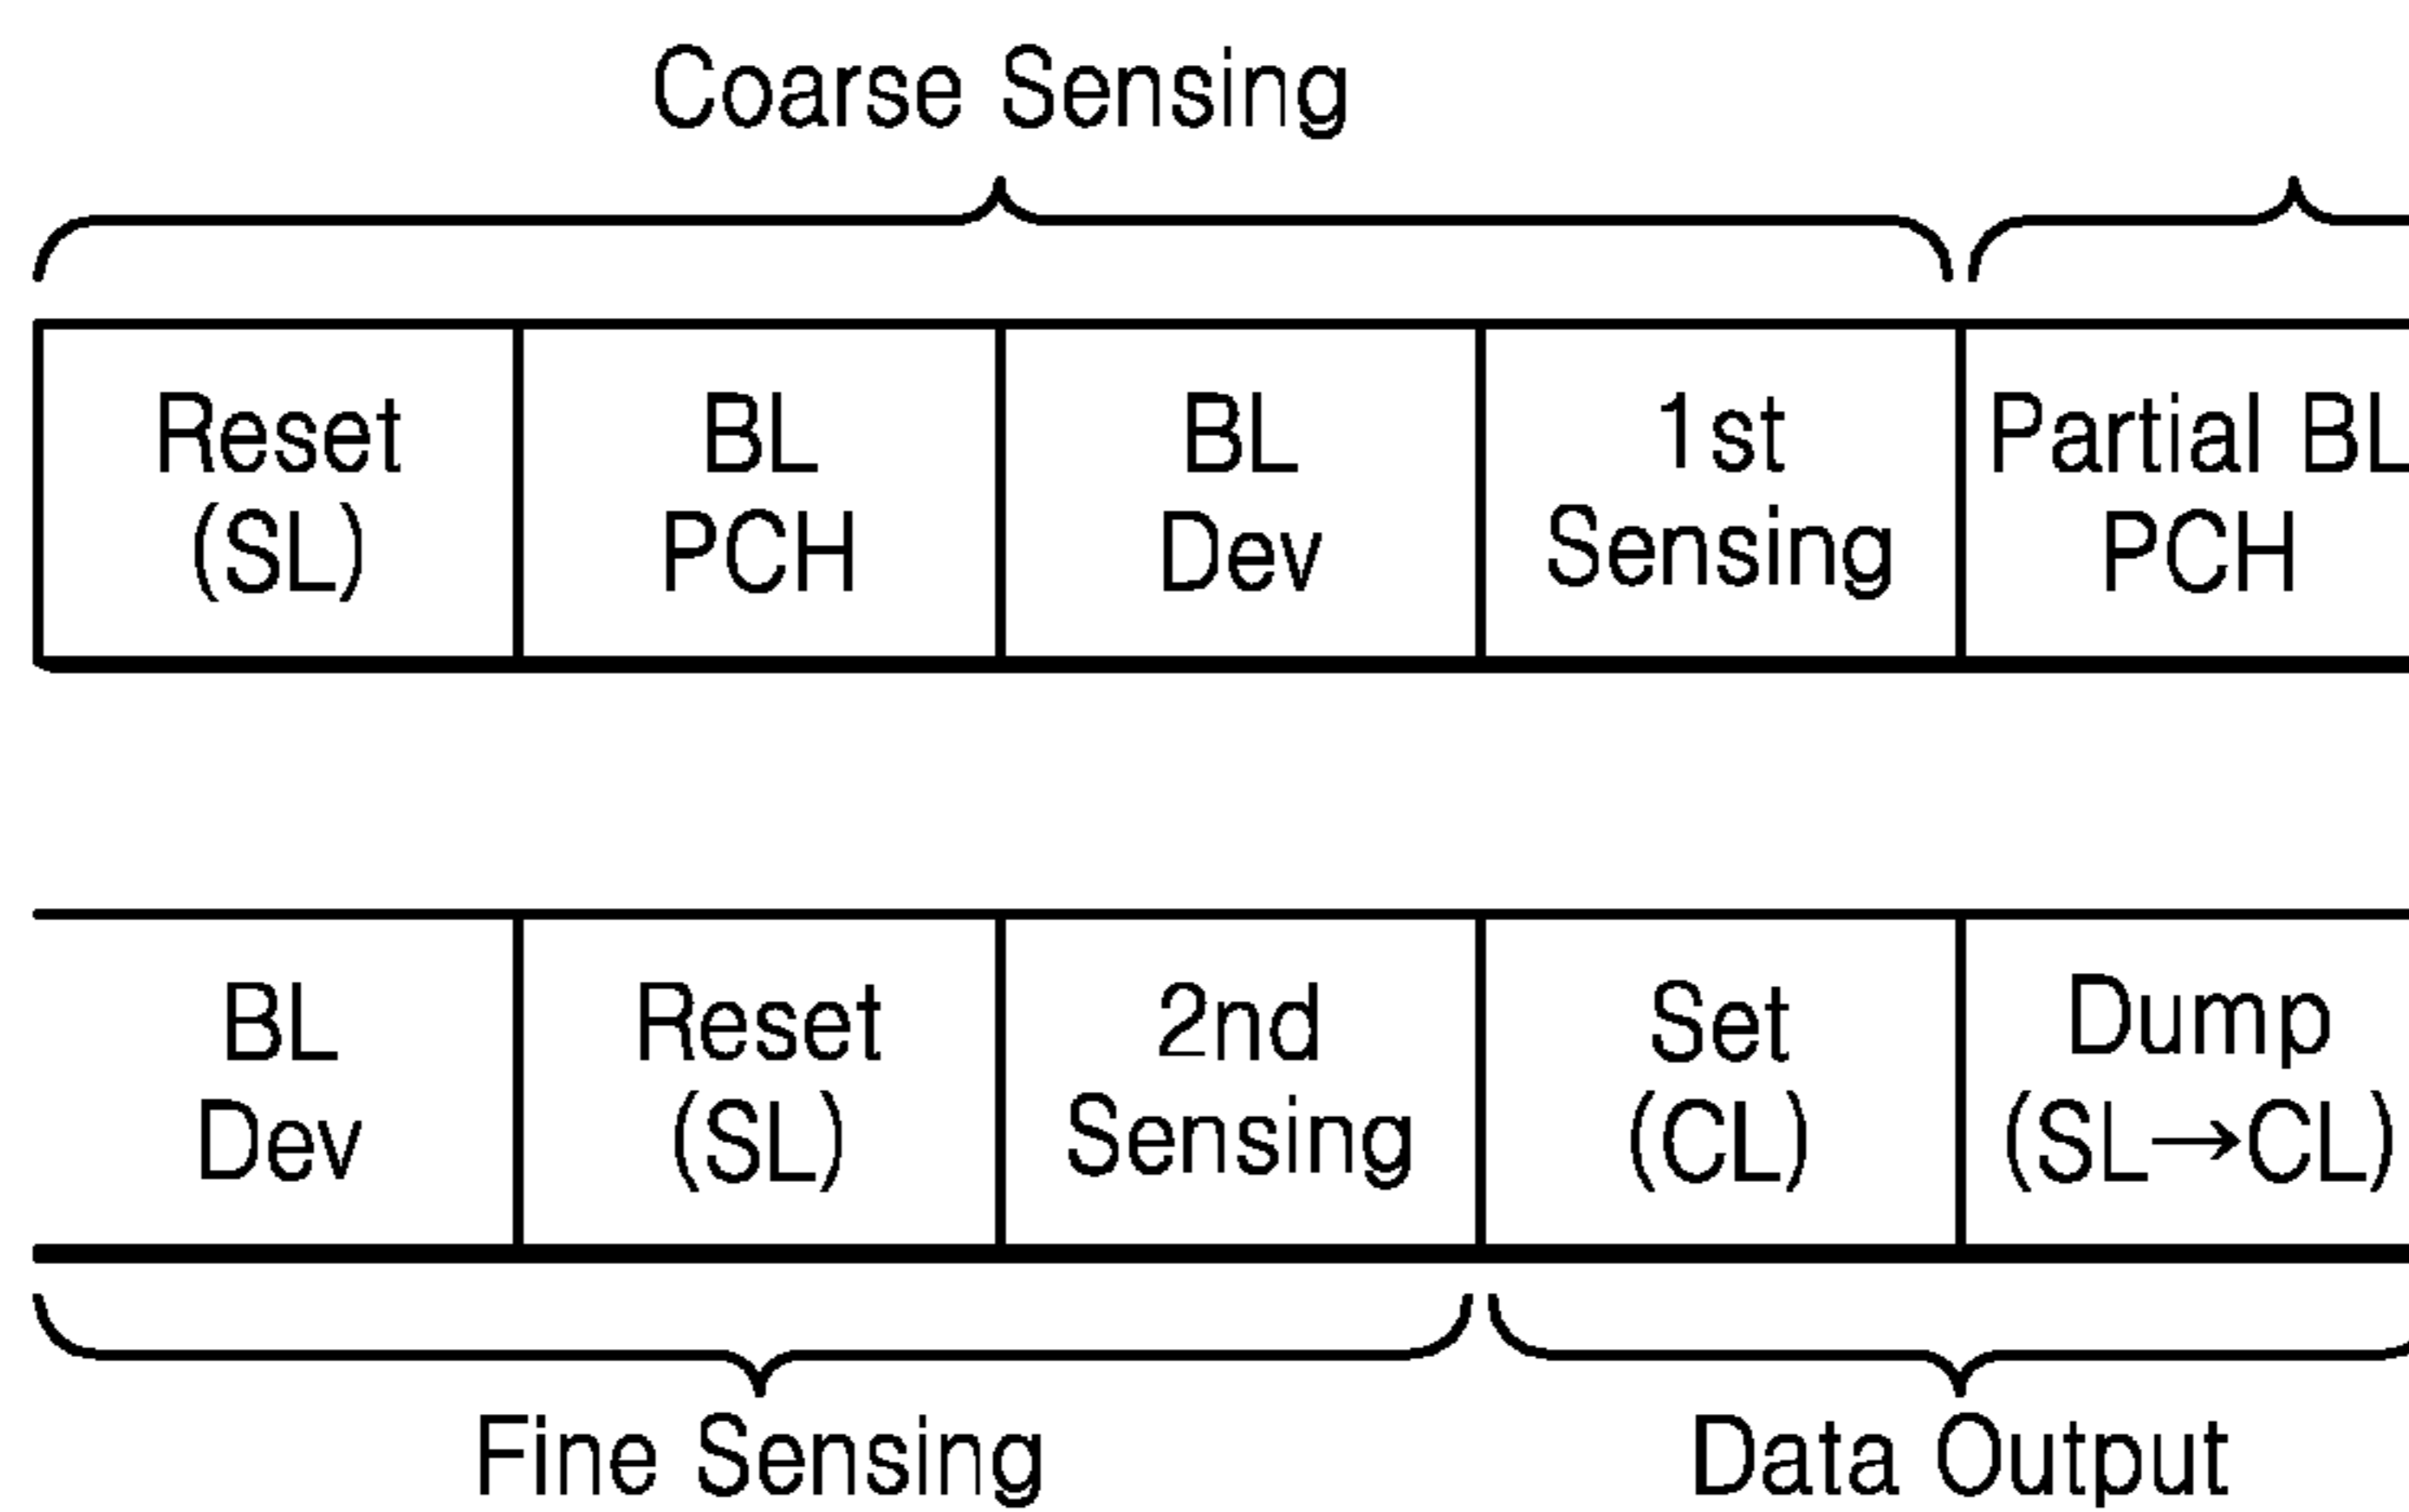 Coarse Sensing
Reset
(SL)
BL
PCH
BL
Dev
1st
Sensing
Partial BL
PCH
BL
Dev
Reset
(SL)
2nd
Sensing
Set
(CL)
Dump
(SL→CL)
Fine Sensing
Data Output